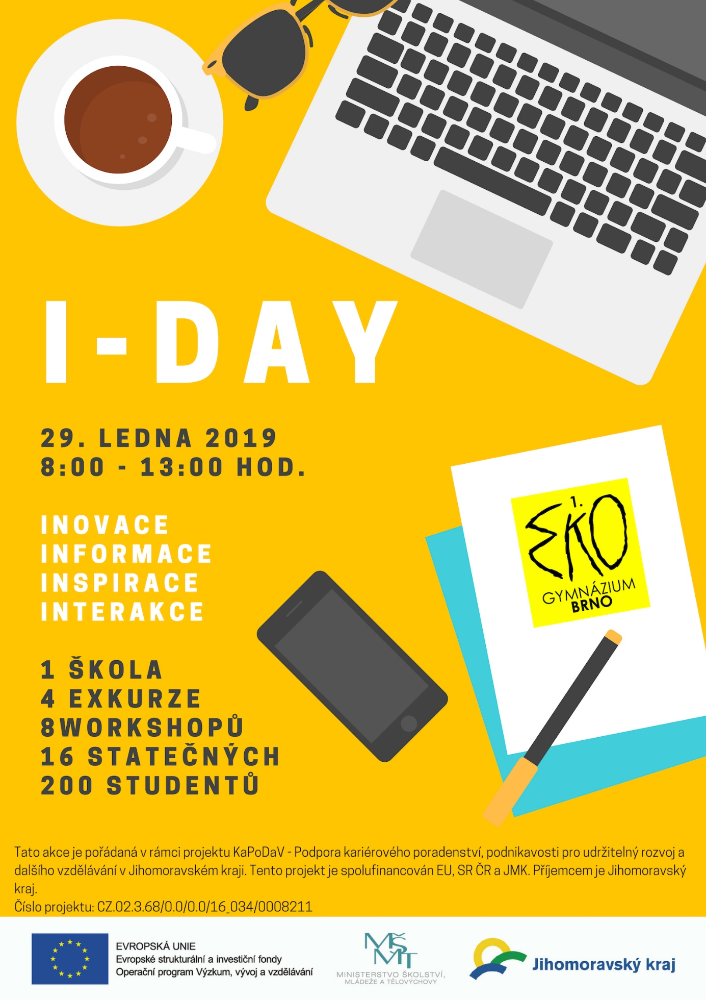 I-DAY
29. LEDNA 2019
8:00 - 13:00 HOD.
INOVACE
INFORMACE
INSPIRACE
INTERAKCE
1 ŠKOLA
4 EXKURZE
8WORKSHOPŮ
16 STATEČNÝCH
200 STUDENTŮ
1.
EKO
GYMNÁZIUM
BRNO
Tato akce je pořádaná v rámci projektu KaPoDaV - Podpora kariérového poradenství, podnikavosti pro udržitelný rozvoj a
dalšího vzdělávání v Jihomoravském kraji. Tento projekt je spolufinancován EU, SR ČR a JMK. Příjemcem je Jihomoravský
kraj.
Číslo projektu: CZ.02.3.68/0.0/0.0/16_034/0008211
EVROPSKÁ UNIE
Evropské strukturální a investiční fondy
Operační program Výzkum, vývoj a vzdělávání
MŠMT
MINISTERSTVO ŠKOLSTVÍ,
MLÁDEŽE A TĚLOVÝCHOVY
Jihomoravský kraj